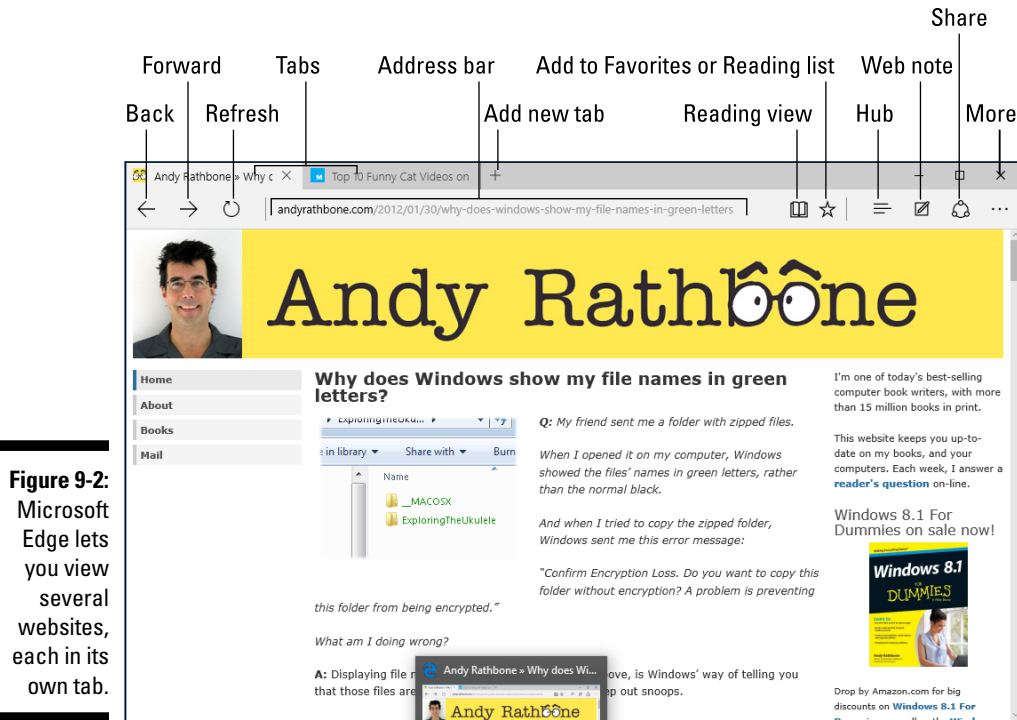 Share
Forward Tabs Address bar Add to Favorites or Reading list Web note
Back Refresh Add new tab Reading view Hub More
Andy Rathbone » Why c
Top 10 Funny Cat Videos on
andyrathbone.com/2012/01/30/why-does-windows-show-my-file-names-in-green-letters
Andy Rathbone
Home
About
Books
Mail
Why does Windows show my file names in green
letters?
ExploringTheUku...
e in library
Share with
Burn
Name
__MACOSX
ExploringTheUkulele
Q: My friend sent me a folder with zipped files.
When I opened it on my computer, Windows
showed the files' names in green letters, rather
than the normal black.
And when I tried to copy the zipped folder,
Windows sent me this error message:
"Confirm Encryption Loss. Do you want to copy this
folder without encryption? A problem is preventing
this folder from being encrypted."
What am I doing wrong?
A: Displaying file n ove, is Windows' way of telling you
that those files are ep out snoops.
Andy Rathbone » Why does Wi...
Andy Rathbone
I'm one of today's best-selling
computer book writers, with more
than 15 million books in print.
This website keeps you up-to-
date on my books, and your
computers. Each week, I answer a
reader's question on-line.
Windows 8.1 For
Dummies on sale now!
Windows 8.1
FOR
DUMMIES
Andy Rathbone
Drop by Amazon.com for big
discounts on Windows 8.1 For
Figure 9-2:
Microsoft
Edge lets
you view
several
websites,
each in its
own tab.